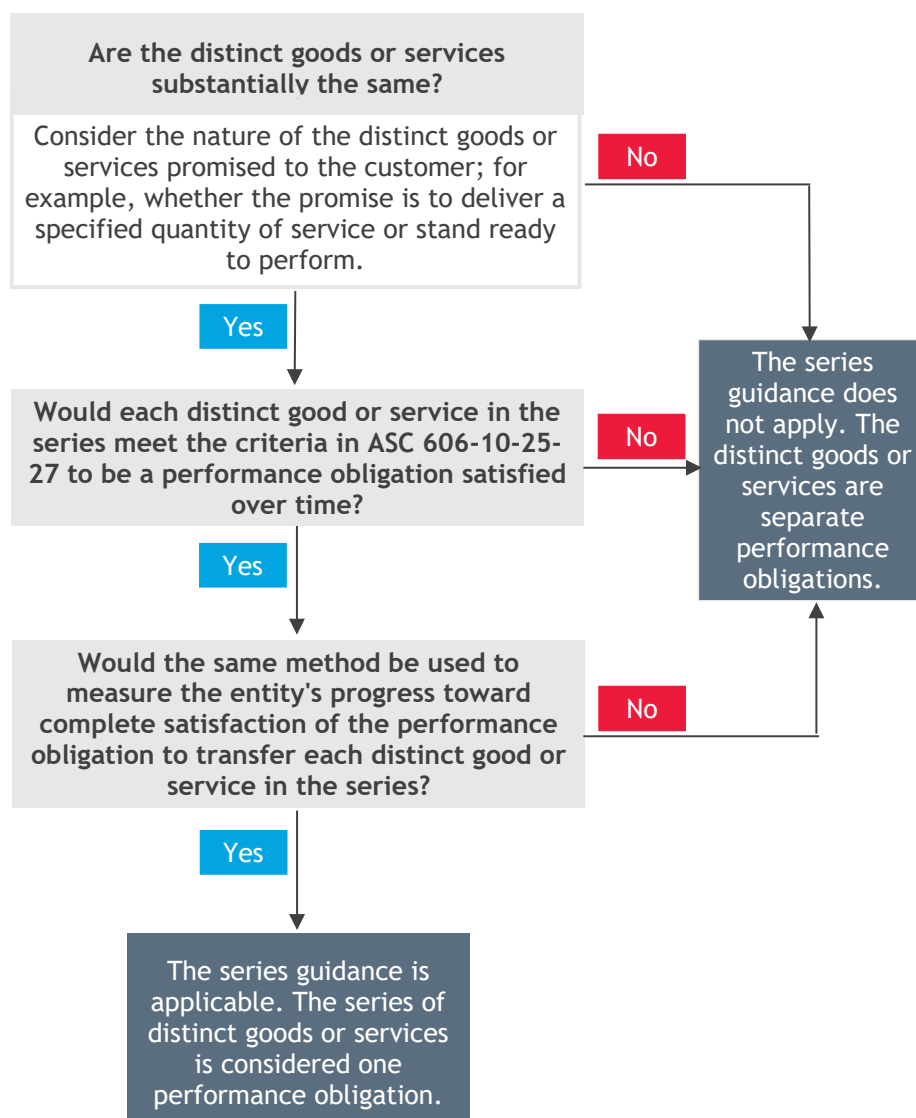 Are the distinct goods or services
substantially the same?
Consider the nature of the distinct goods or
services promised to the customer; for
example, whether the promise is to deliver a
specified quantity of service or stand ready
to perform.
No
Yes
Would each distinct good or service in the
series meet the criteria in ASC 606-10-25-
27 to be a performance obligation satisfied
over time?
No
The series
guidance does
not apply. The
distinct goods or
services are
separate
performance
obligations.
Yes
Would the same method be used to
measure the entity's progress toward
complete satisfaction of the performance
obligation to transfer each distinct good or
service in the series?
No
Yes
The series guidance is
applicable. The series of
distinct goods or services
is considered one
performance obligation.